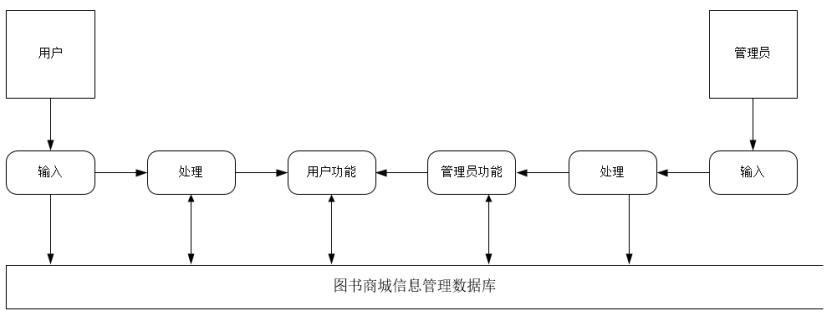 用户
管理员
输入
处理
用户功能
管理员功能
处理
输入
图书商城信息管理数据库